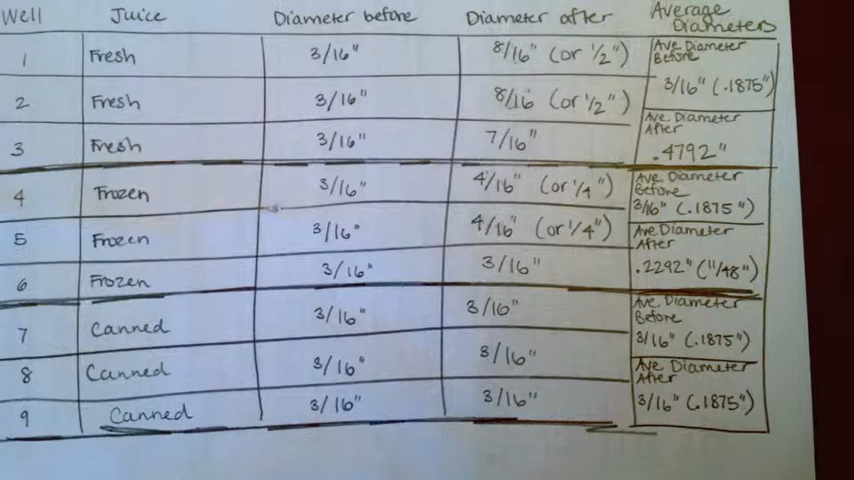 Well Juice Diameter before Diameter after Average Diameters
1 Fresh 3/16" 8/16" (or 1/2")
Ave. Diameter Before
3/16" (.1875")
2 Fresh 3/16" 8/16 (or 1/2")
Ave. Diameter After
3 Fresh 3/16" 7/16"
.4792"
4 Frozen 3/16" 4/16" (or 1/4")
Ave. Diameter Before
3/16" (.1875")
5 Frozen 3/16" 4/16" (or 1/4")
Ave. Diameter After
6 Frozen 3/16" 3/16"
.2292" (11/48")
7 Canned 3/16" 3/16"
Ave. Diameter Before
3/16" (.1875")
8 Canned 3/16" 3/16"
Ave. Diameter After
9 Canned 3/16" 3/16"
3/16" (.1875")